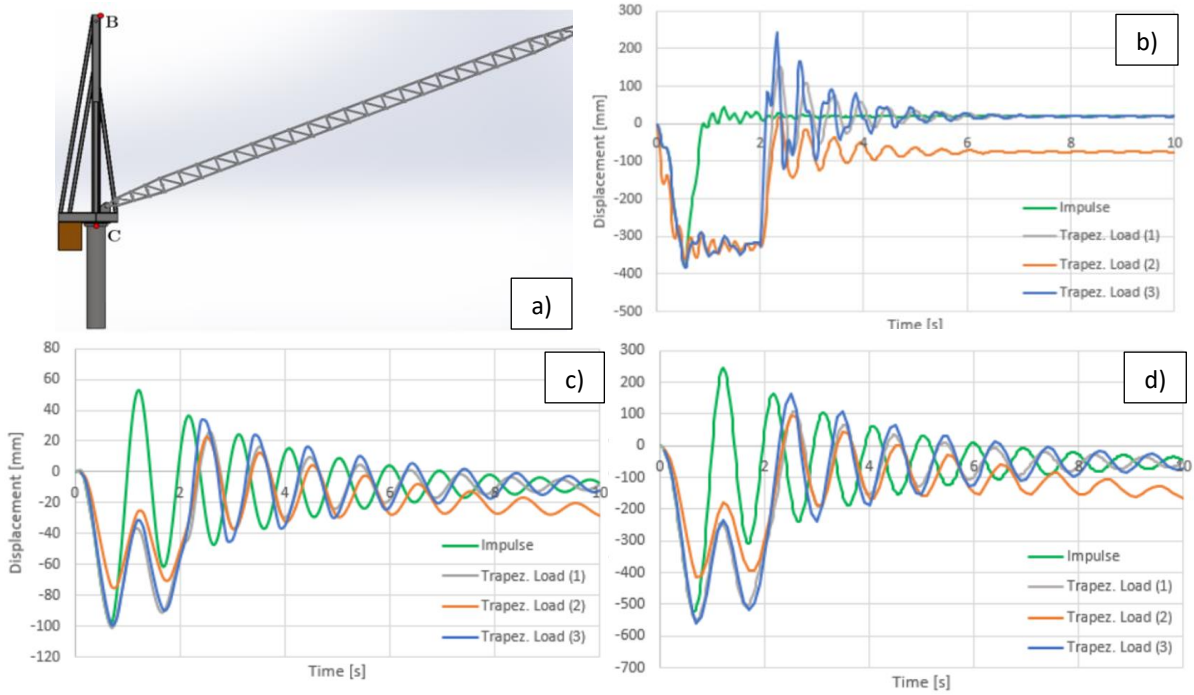 B
C
a)
b)
300
200
100
0
-100
-200
-300
-400
-500
0 2 4 6 8 10
Displacement [mm]
Time [s]
Impulse
Trapez. Load (1)
Trapez. Load (2)
Trapez. Load (3)
c)
80
60
40
20
0
-20
-40
-60
-80
-100
-120
0 2 4 6 8 10
Displacement [mm]
Time [s]
Impulse
Trapez. Load (1)
Trapez. Load (2)
Trapez. Load (3)
d)
300
200
100
0
-100
-200
-300
-400
-500
-600
-700
0 2 4 6 8 10
Time [s]
Impulse
Trapez. Load (1)
Trapez. Load (2)
Trapez. Load (3)